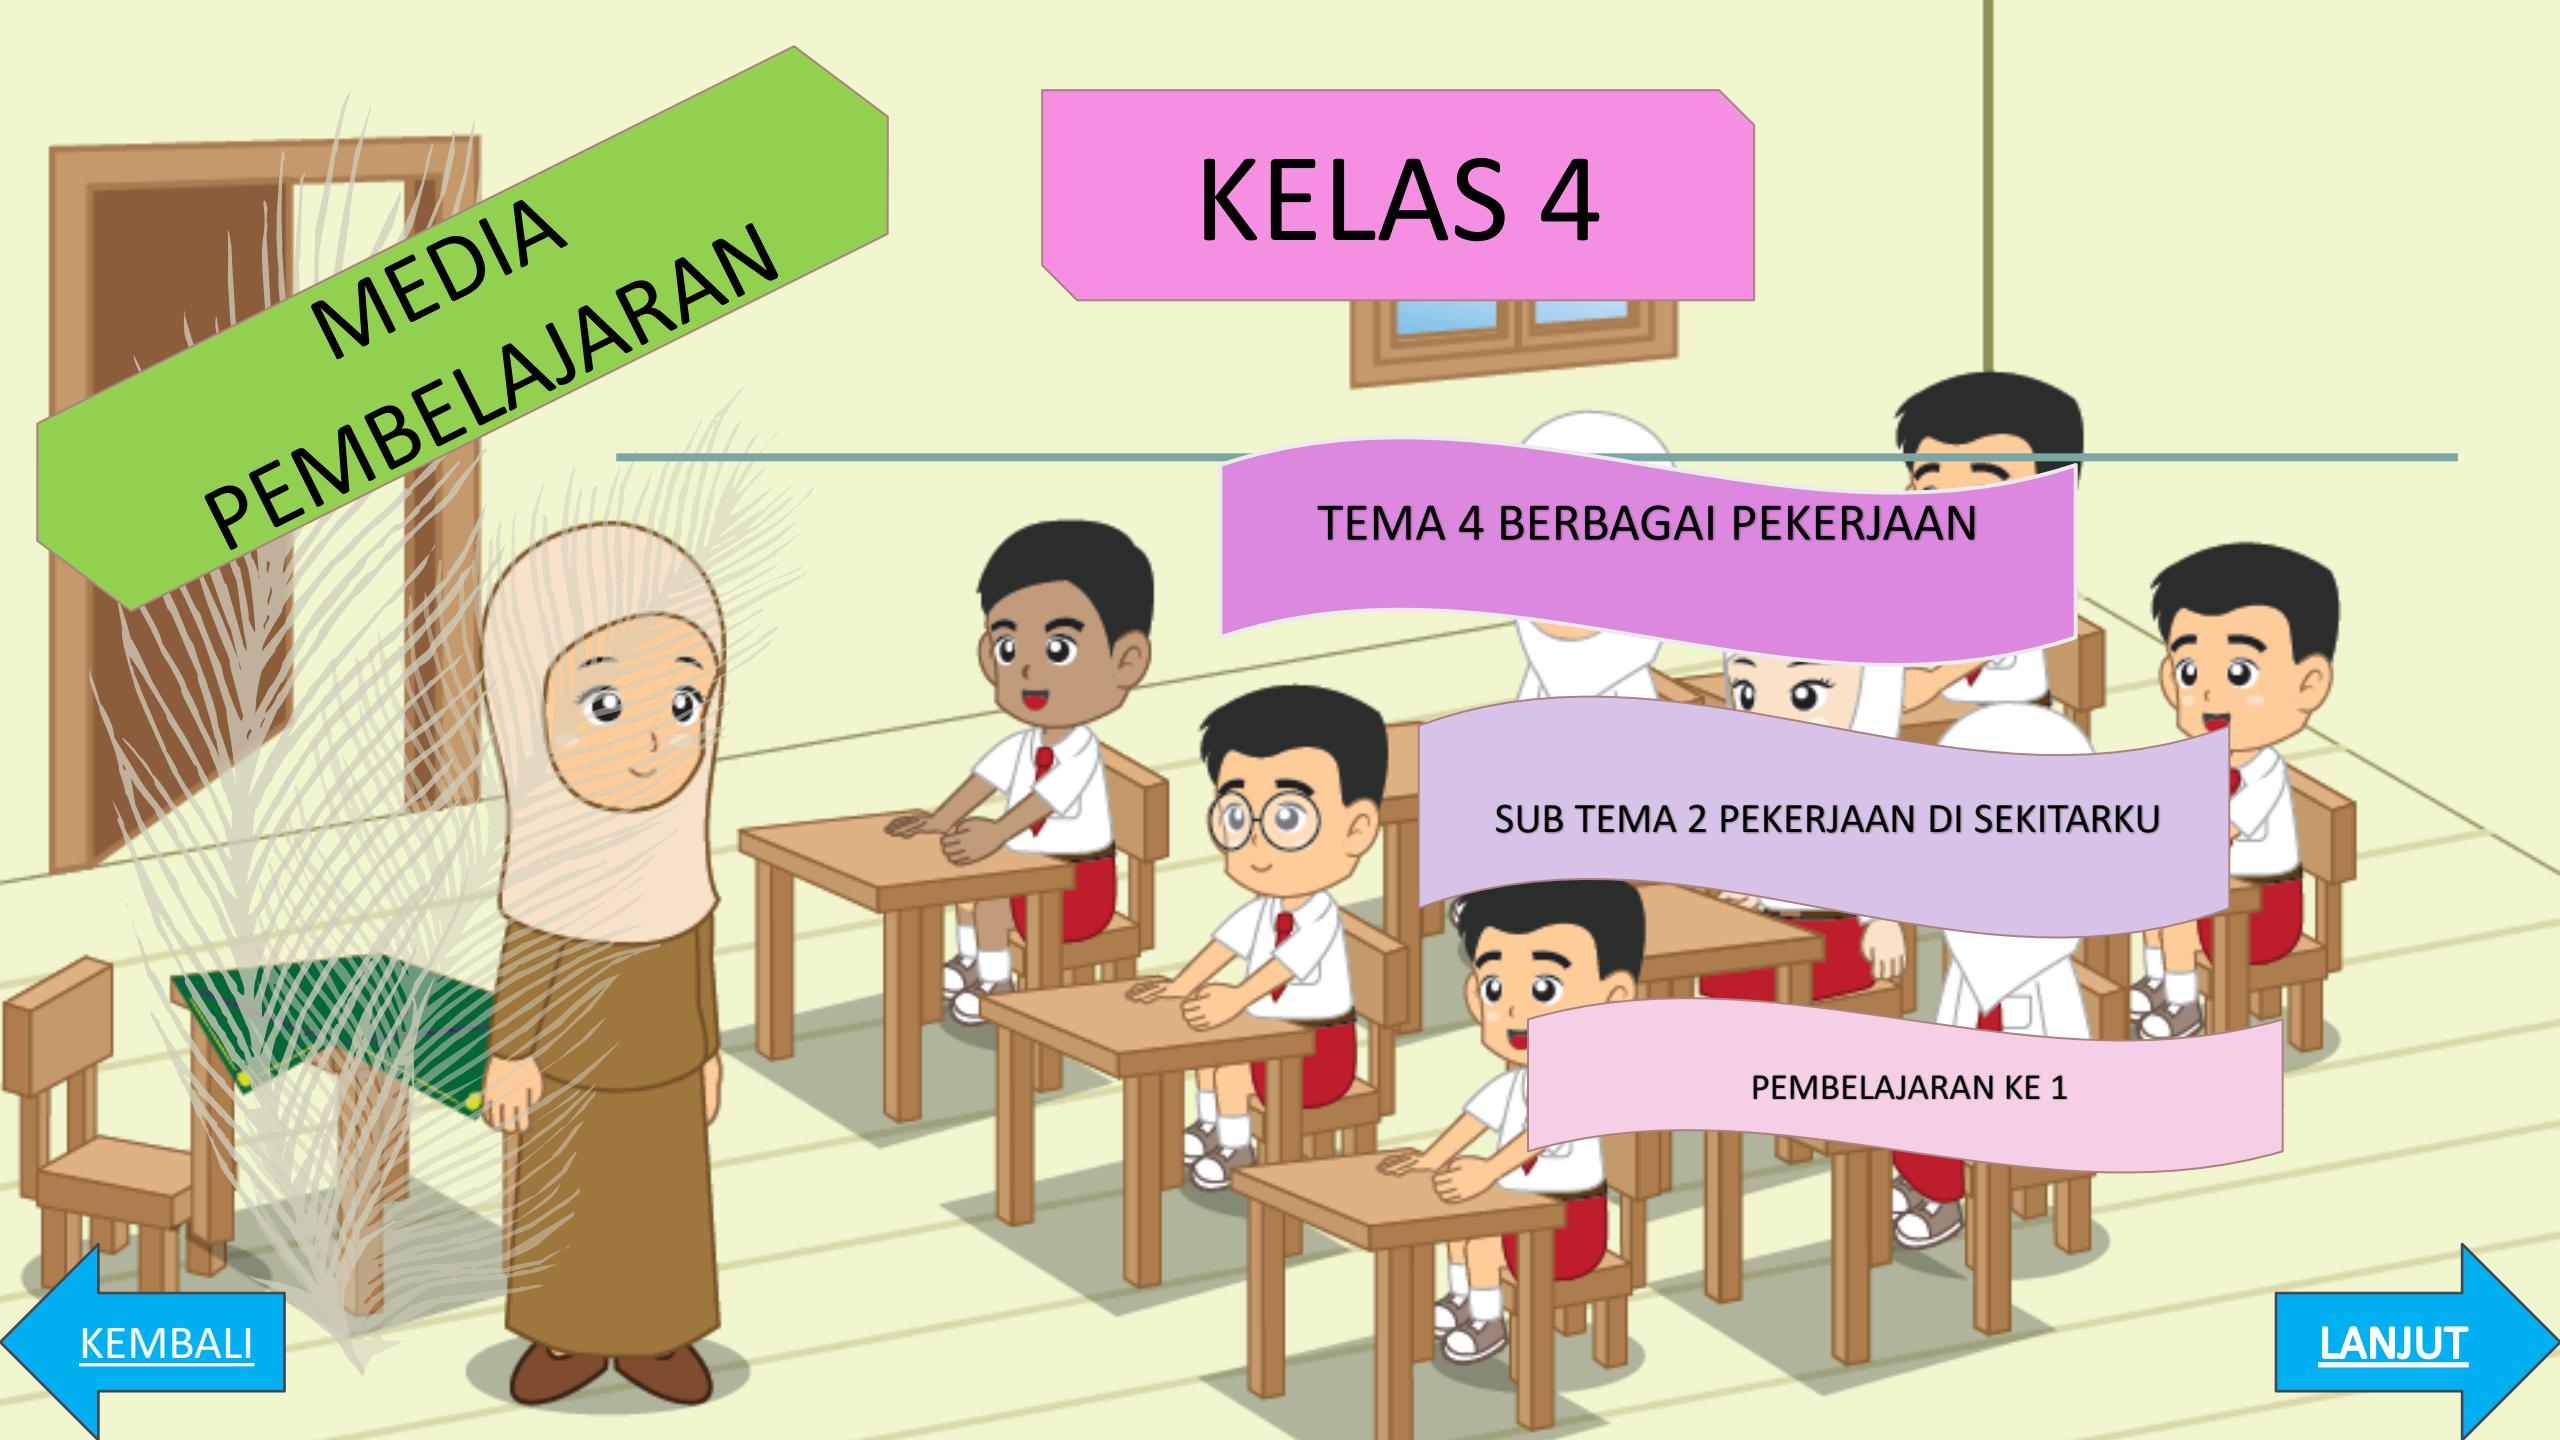 MEDIA
PEMBELAJARAN
KELAS 4
TEMA 4 BERBAGAI PEKERJAAN
SUB TEMA 2 PEKERJAAN DI SEKITARKU
PEMBELAJARAN KE 1
KEMBALI
LANJUT